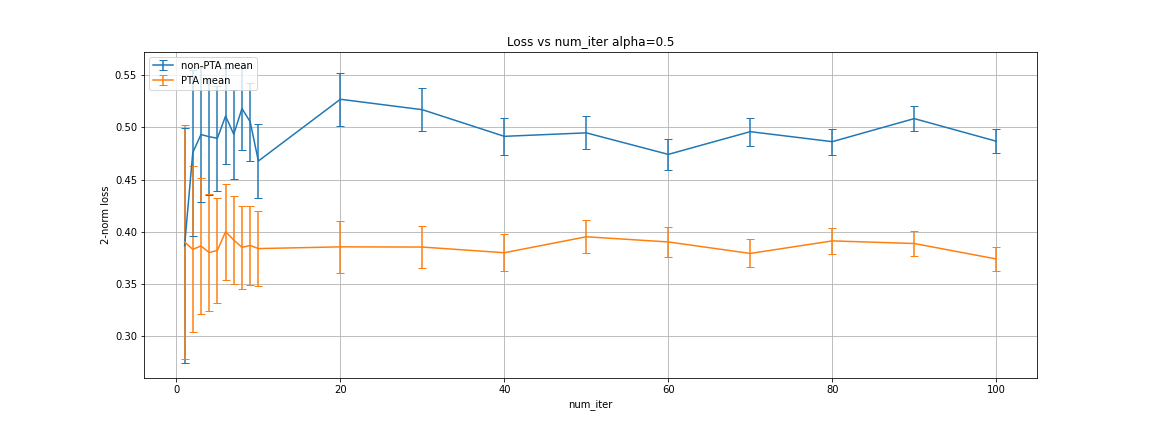 Loss vs num_iter alpha=0.5
non-PTA mean
PTA mean
2-norm loss
0.55
0.50
0.45
0.40
0.35
0.30
0 20 40 60 80 100
num_iter